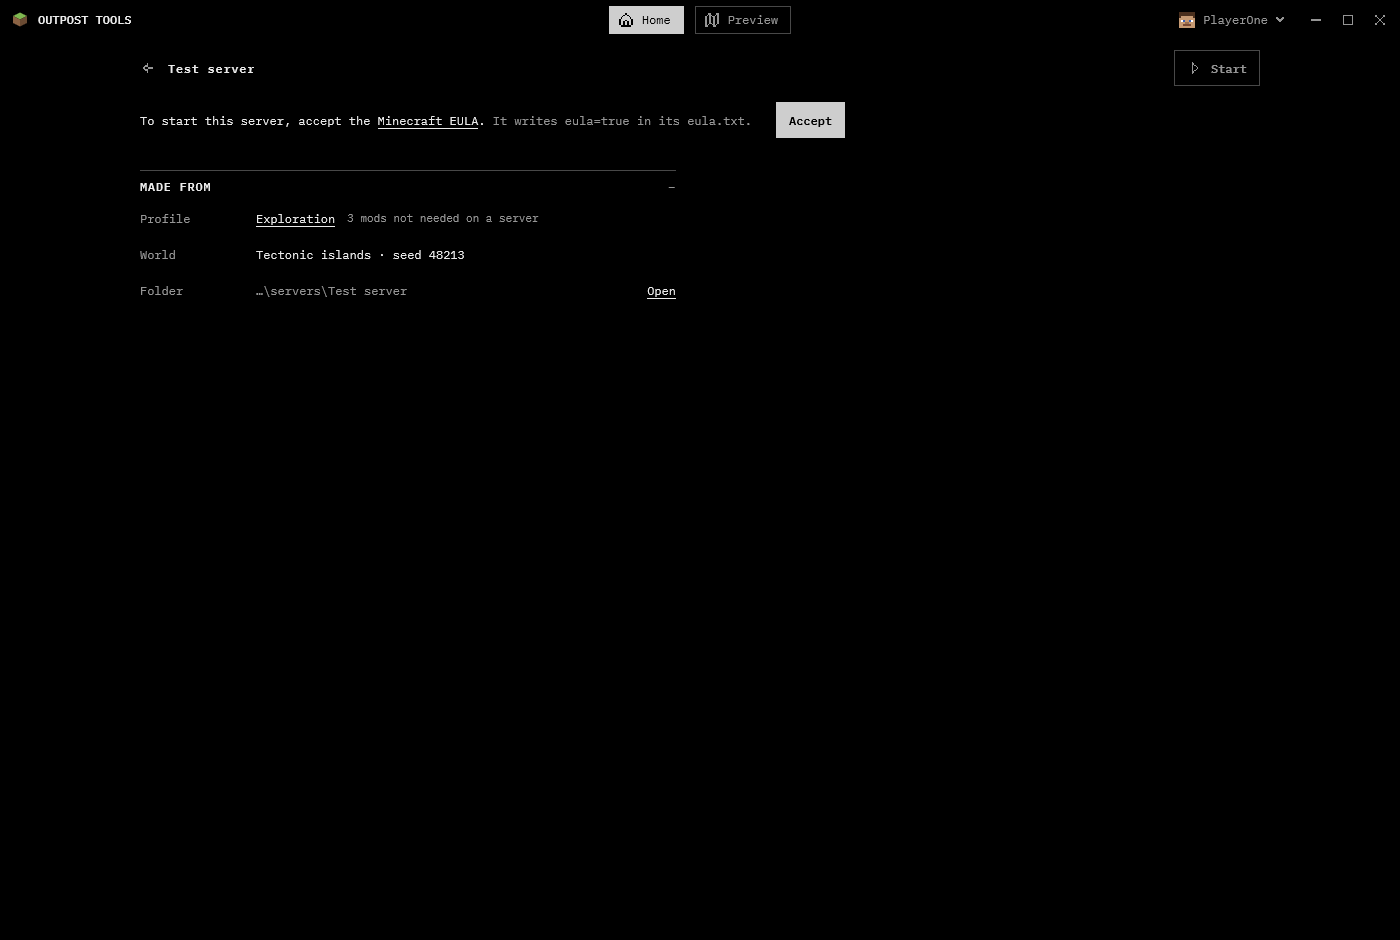 OUTPOST TOOLS
Home
Preview
PlayerOne
Test server
Start
To start this server, accept the Minecraft EULA. It writes eula=true in its eula.txt.
Accept
MADE FROM
Profile
Exploration 3 mods not needed on a server
World
Tectonic islands · seed 48213
Folder
…\servers\Test server
Open